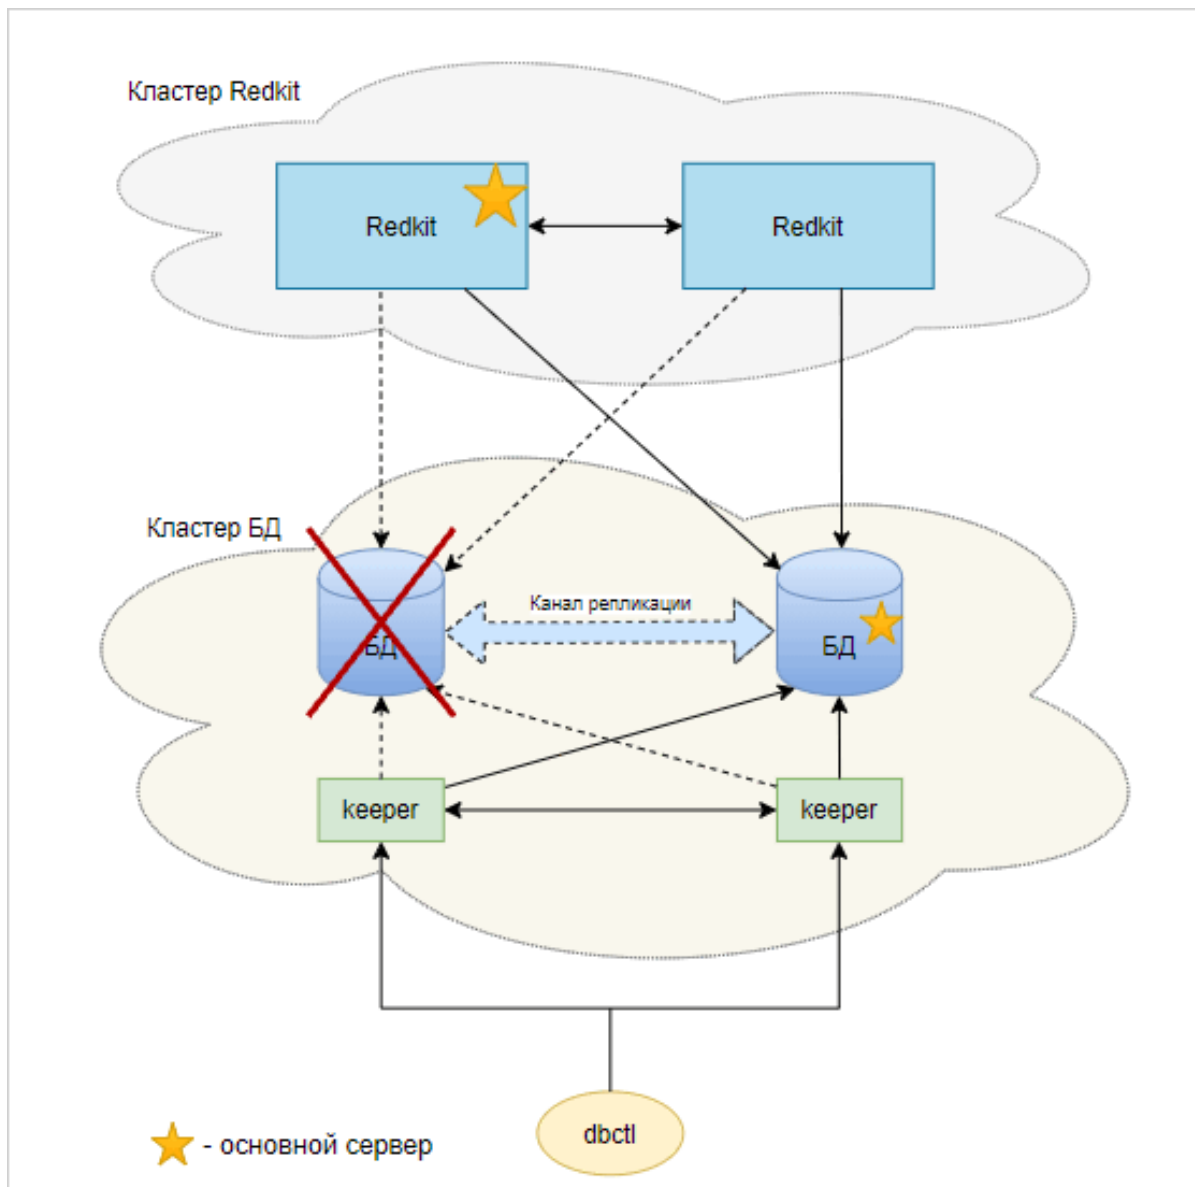 Кластер Redkit
Redkit
Redkit
Кластер БД
Канал репликации
БД
БД
keeper
keeper
dbctl
- основной сервер